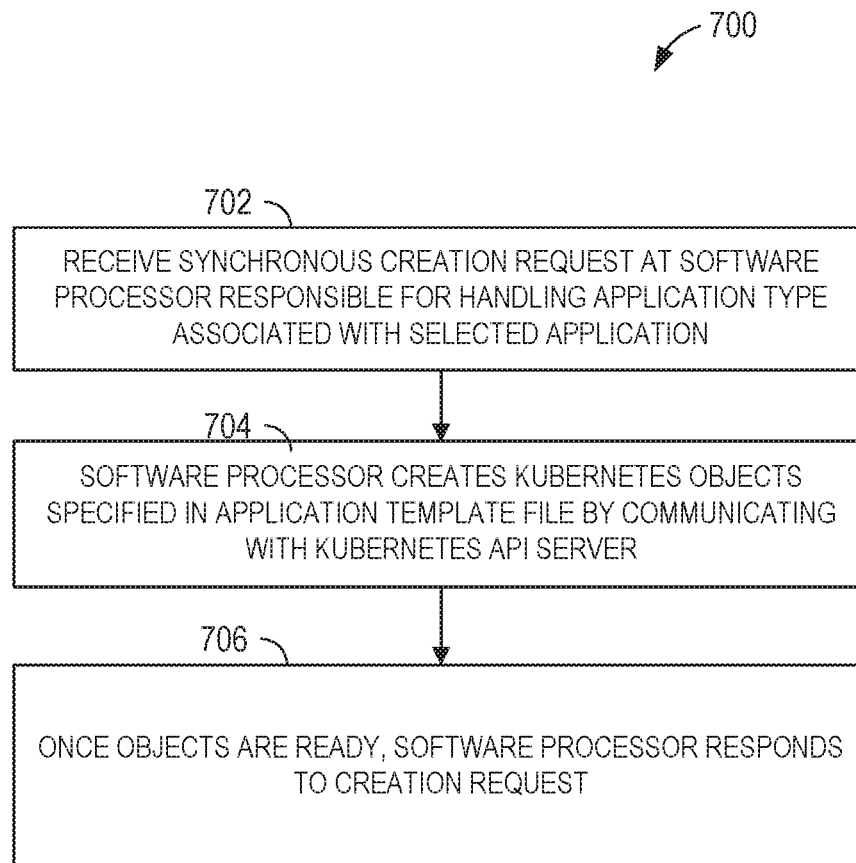 700
702
RECEIVE SYNCHRONOUS CREATION REQUEST AT SOFTWARE
PROCESSOR RESPONSIBLE FOR HANDLING APPLICATION TYPE
ASSOCIATED WITH SELECTED APPLICATION
704
SOFTWARE PROCESSOR CREATES KUBERNETES OBJECTS
SPECIFIED IN APPLICATION TEMPLATE FILE BY COMMUNICATING
WITH KUBERNETES API SERVER
706
ONCE OBJECTS ARE READY, SOFTWARE PROCESSOR RESPONDS
TO CREATION REQUEST